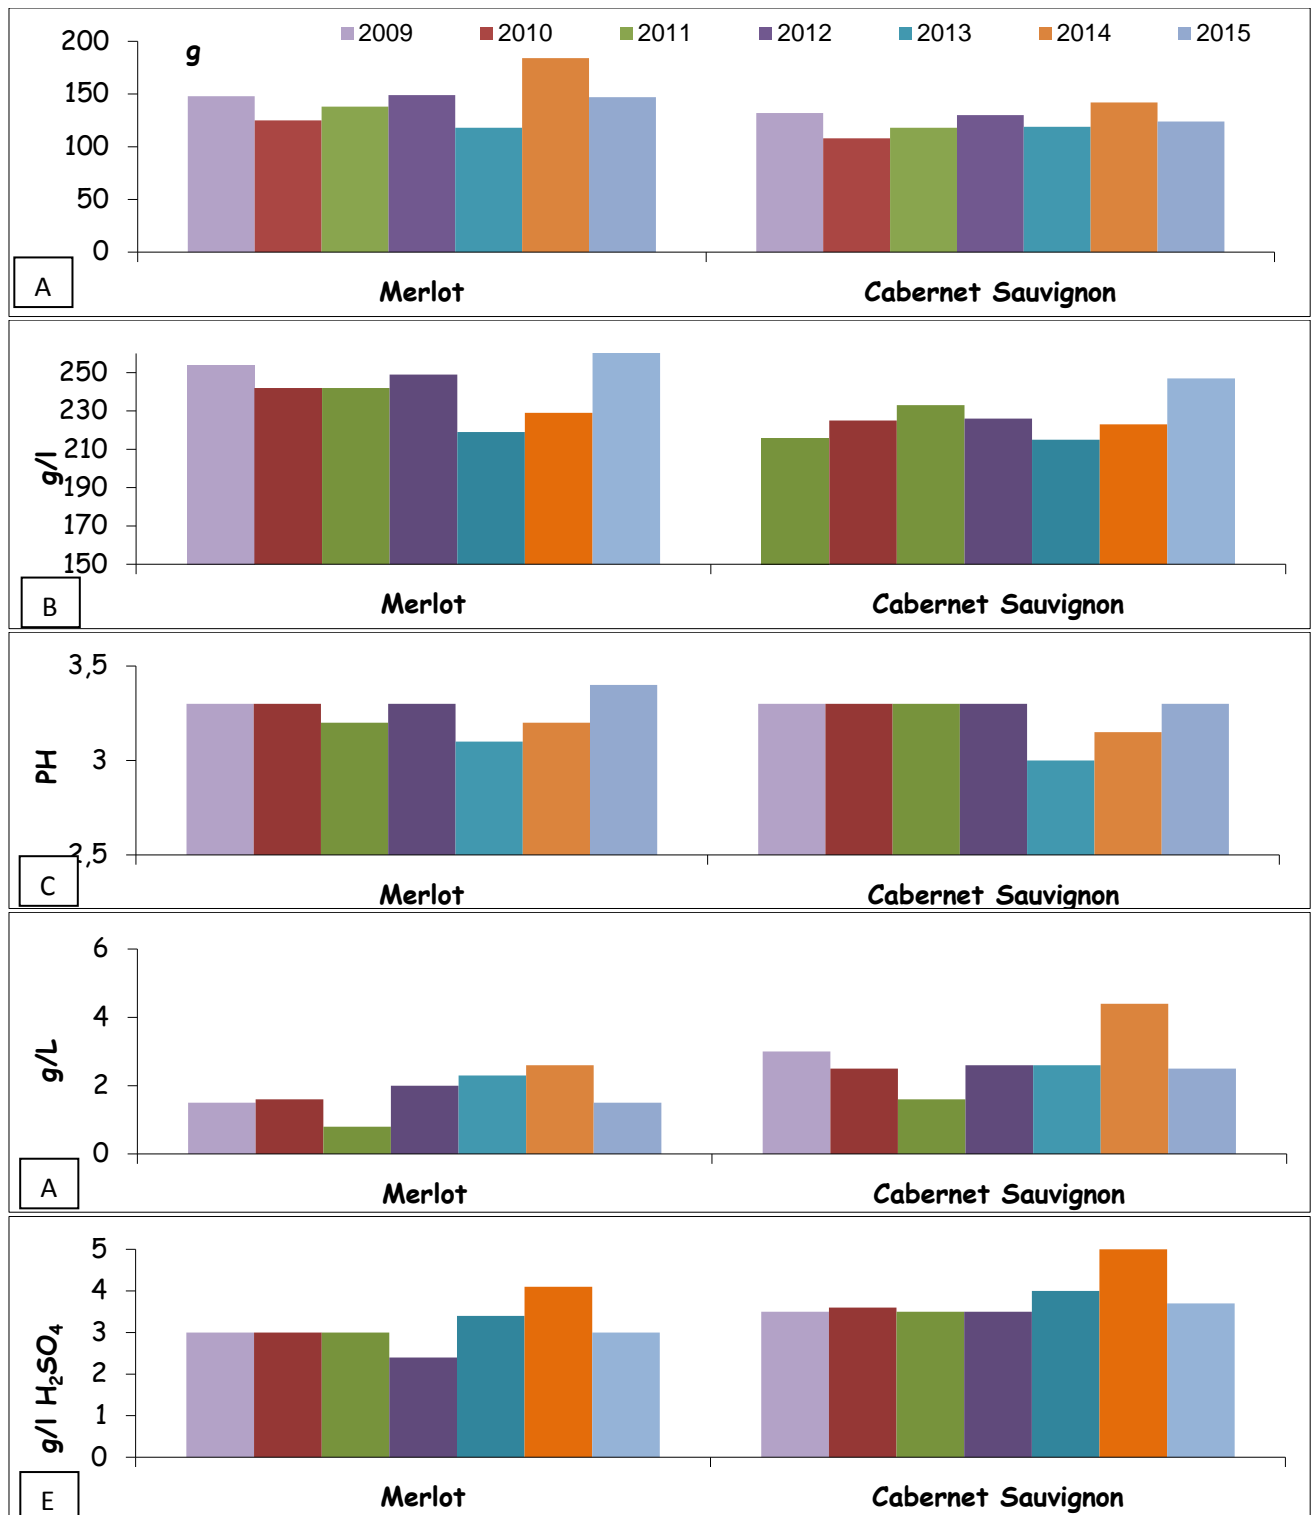 200
g
2009 2010 2011 2012 2013 2014 2015
150
100
50
0
A
Merlot Cabernet Sauvignon
250
230
210
g/l
190
170
150
B
Merlot Cabernet Sauvignon
3,5
PH
3
2,5
C
Merlot Cabernet Sauvignon
6
4
g/L
2
0
A
Merlot Cabernet Sauvignon
5
4
3
g/l H₂SO₄
2
1
0
E
Merlot Cabernet Sauvignon